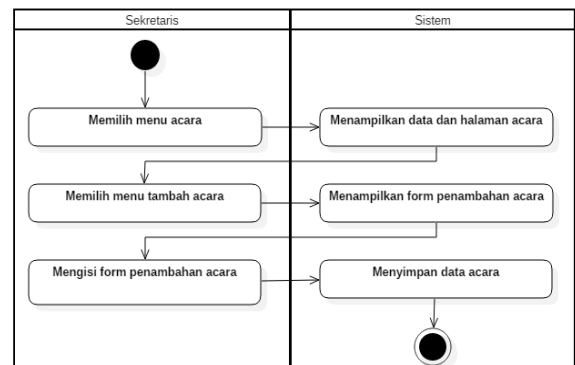 Sekretaris
Sistem
Memilih menu acara
Menampilkan data dan halaman acara
Memilih menu tambah acara
Menampilkan form penambahan acara
Mengisi form penambahan acara
Menyimpan data acara